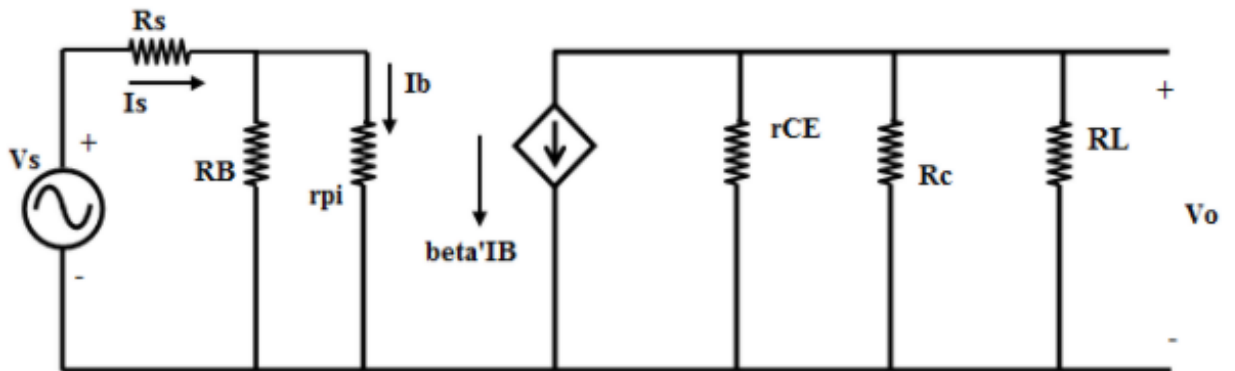 Rs
Is
Ib
+
Vs
RB
rpi
-
beta'IB
rCE
Rc
RL
+
Vo
-